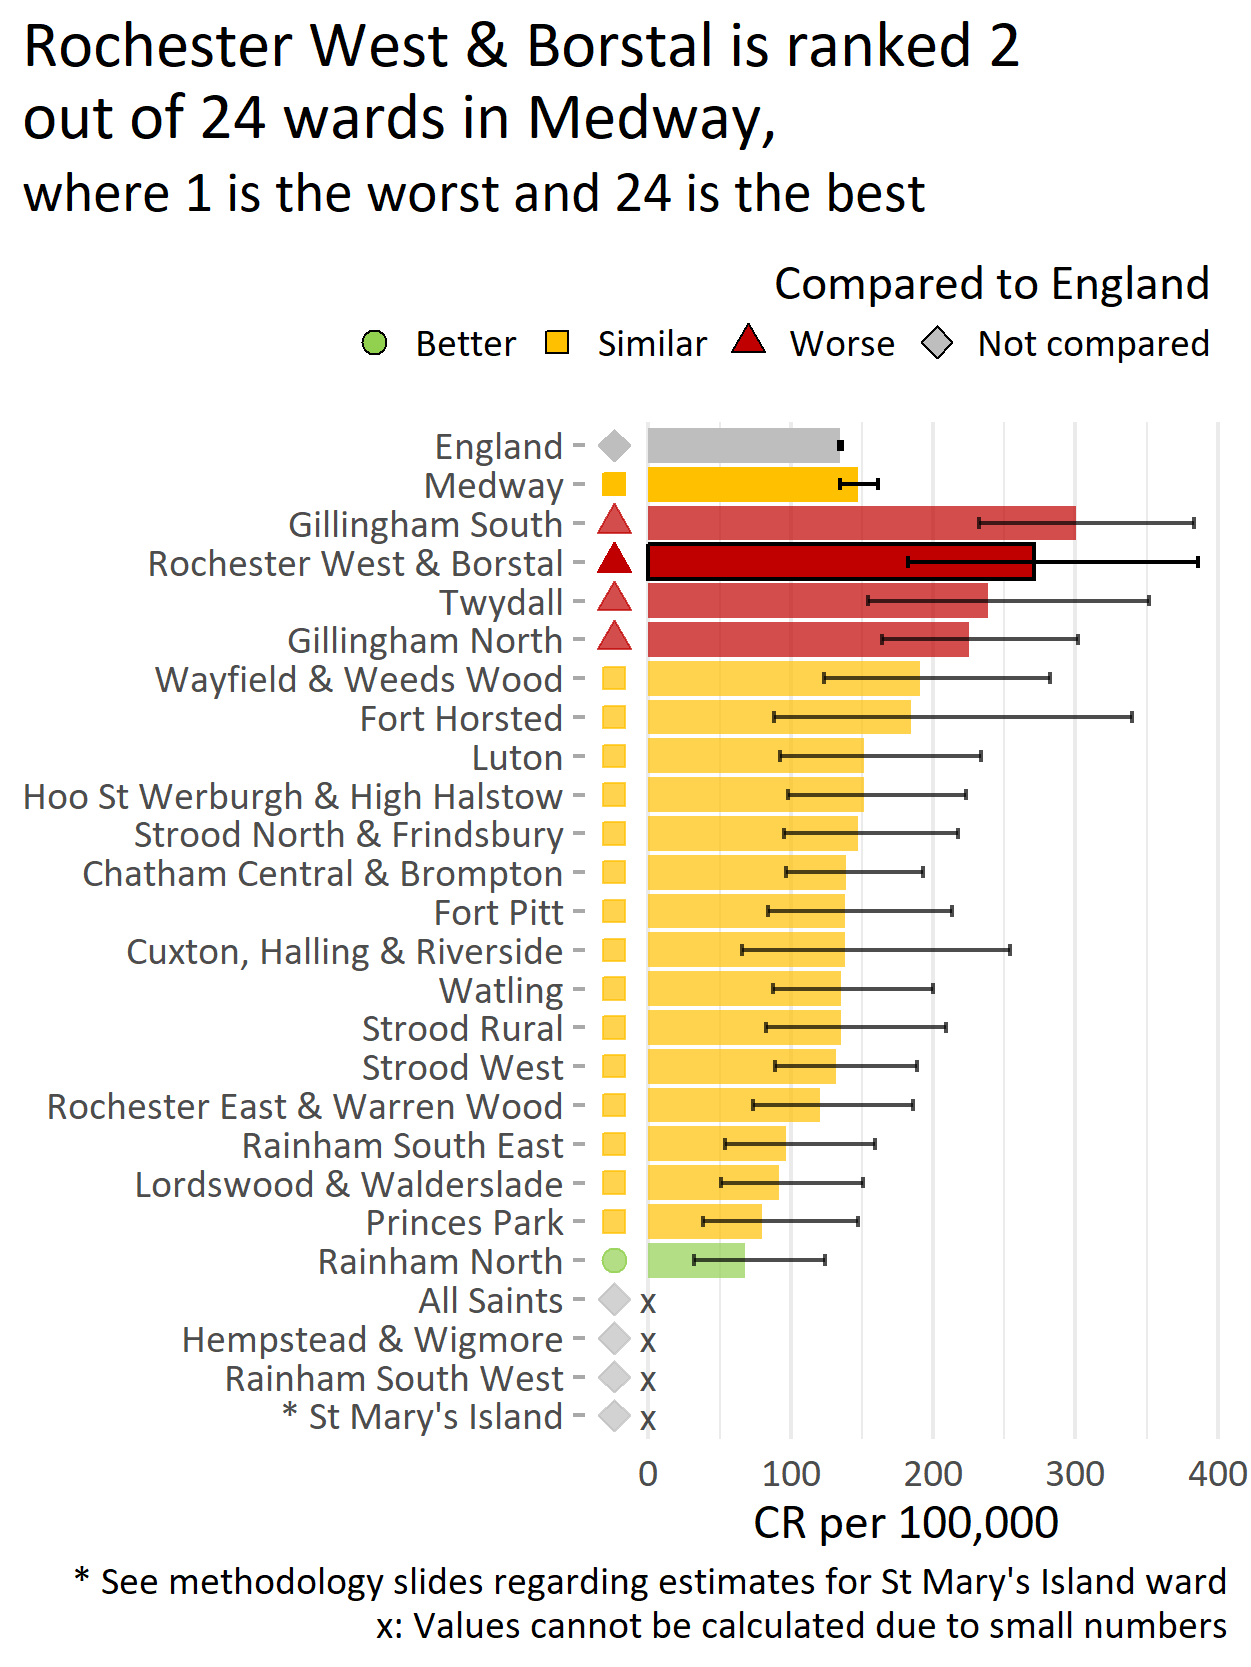 Rochester West & Borstal is ranked 2
out of 24 wards in Medway,
where 1 is the worst and 24 is the best
Compared to England
Better Similar Worse Not compared
England
Medway
Gillingham South
Rochester West & Borstal
Twydall
Gillingham North
Wayfield & Weeds Wood
Fort Horsted
Luton
Hoo St Werburgh & High Halstow
Strood North & Frindsbury
Chatham Central & Brompton
Fort Pitt
Cuxton, Halling & Riverside
Watling
Strood Rural
Strood West
Rochester East & Warren Wood
Rainham South East
Lordswood & Walderslade
Princes Park
Rainham North
All Saints x
Hempstead & Wigmore x
Rainham South West x
* St Mary's Island x
0 100 200 300 400
CR per 100,000
* See methodology slides regarding estimates for St Mary's Island ward
x: Values cannot be calculated due to small numbers